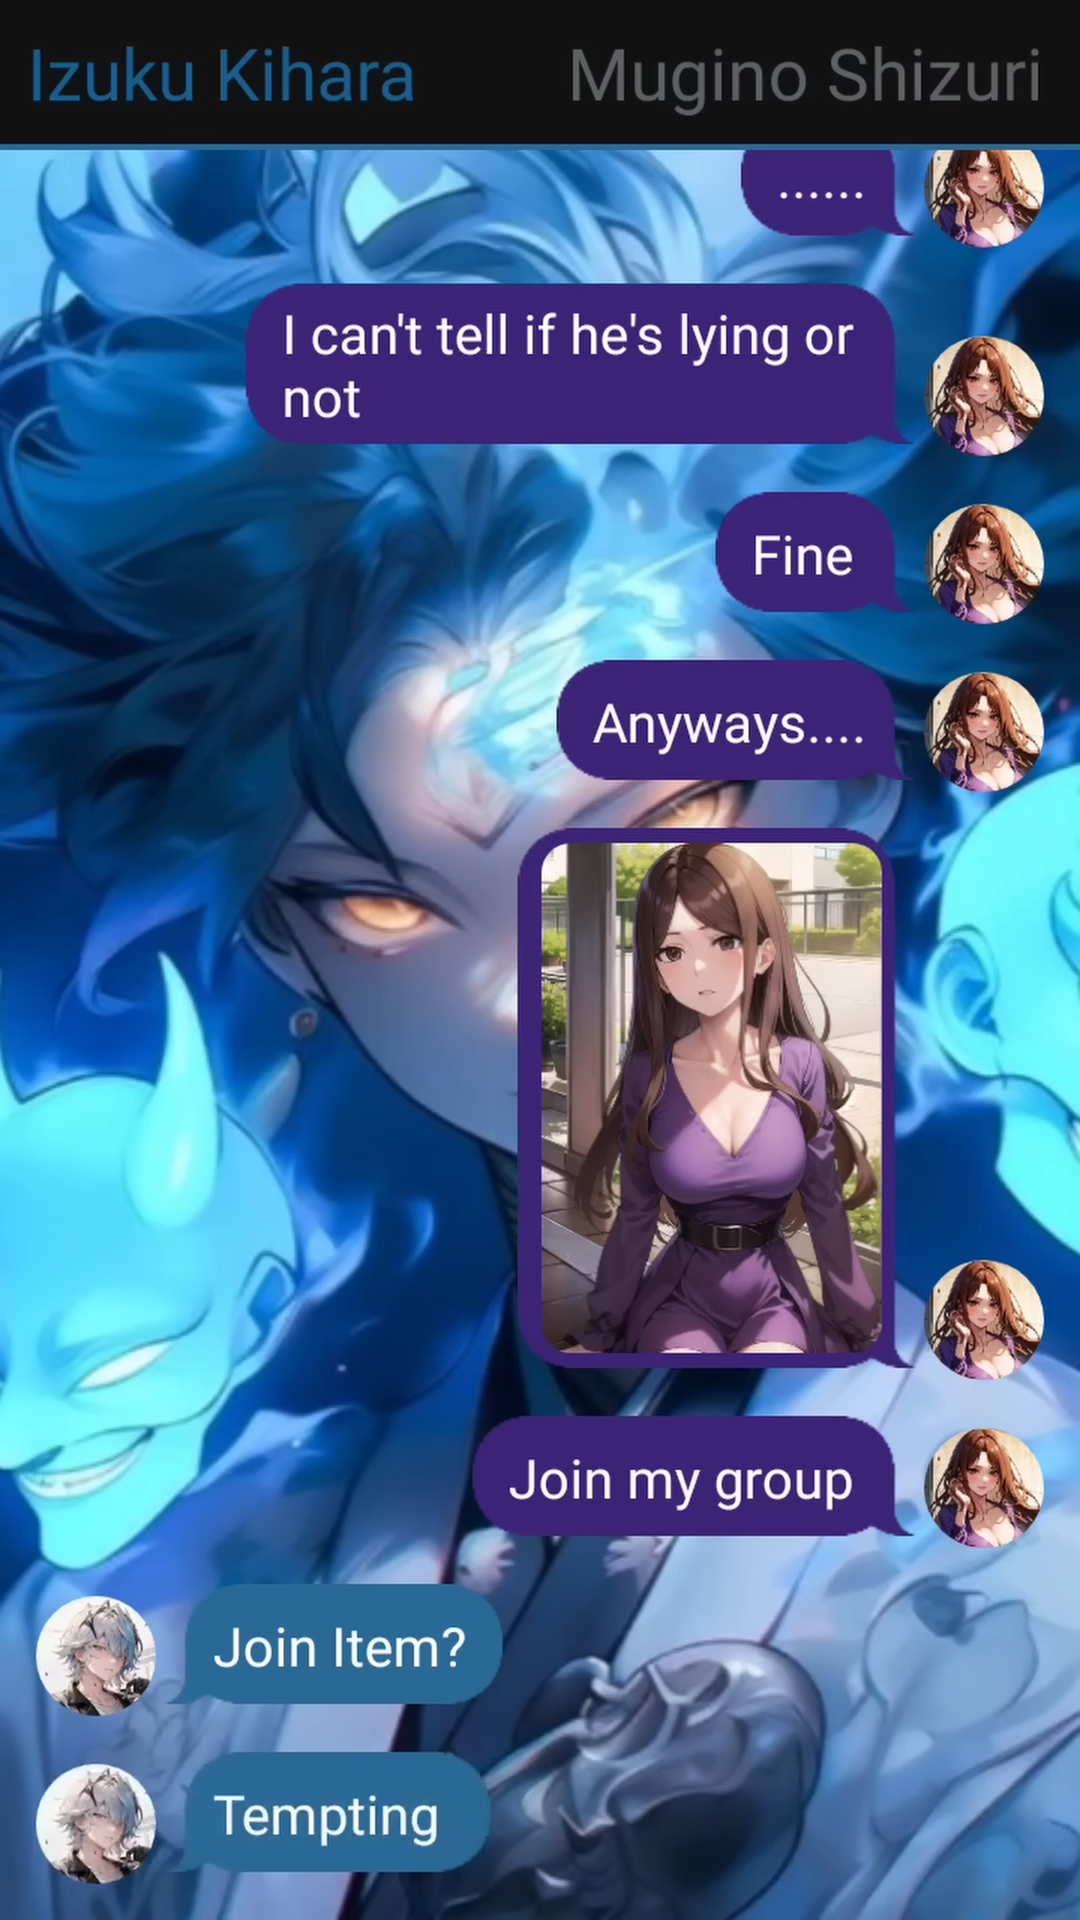 Izuku Kihara
Mugino Shizuri
......
I can't tell if he's lying or
not
Fine
Anyways....
Join my group
Join Item?
Tempting